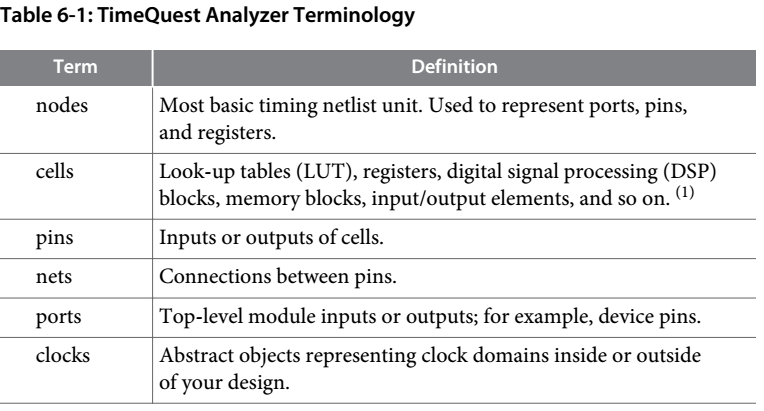 Table 6-1: TimeQuest Analyzer Terminology
Term Definition
nodes Most basic timing netlist unit. Used to represent ports, pins,
and registers.
cells Look-up tables (LUT), registers, digital signal processing (DSP)
blocks, memory blocks, input/output elements, and so on. (1)
pins Inputs or outputs of cells.
nets Connections between pins.
ports Top-level module inputs or outputs; for example, device pins.
clocks Abstract objects representing clock domains inside or outside
of your design.